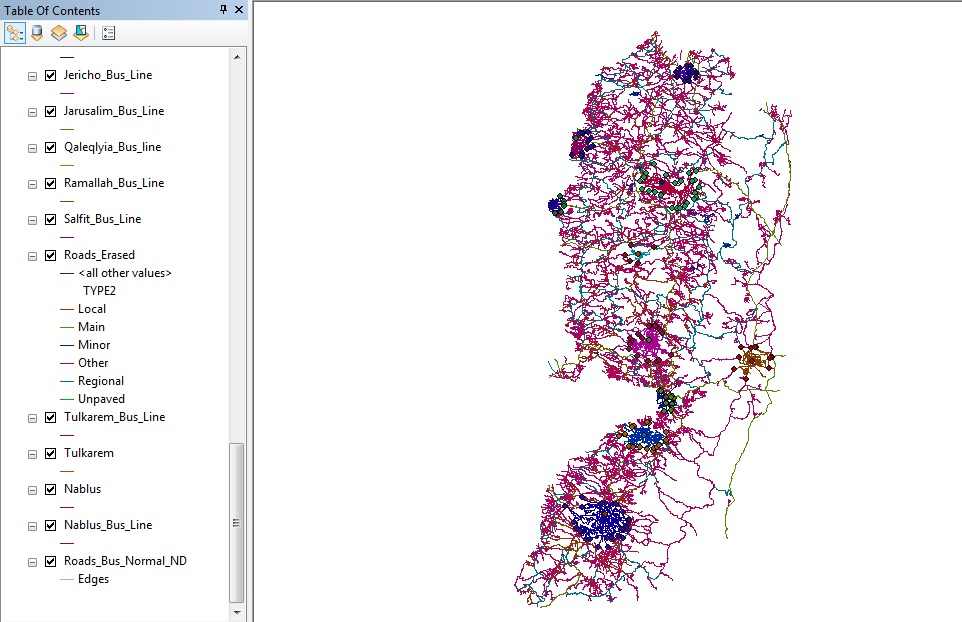 Table Of Contents
Jericho_Bus_Line
Jarusalim_Bus_Line
Qaleqlyia_Bus_line
Ramallah_Bus_Line
Salfit_Bus_Line
Roads_Erased
<all other values>
TYPE2
Local
Main
Minor
Other
Regional
Unpaved
Tulkarem_Bus_Line
Tulkarem
Nablus
Nablus_Bus_Line
Roads_Bus_Normal_ND
Edges